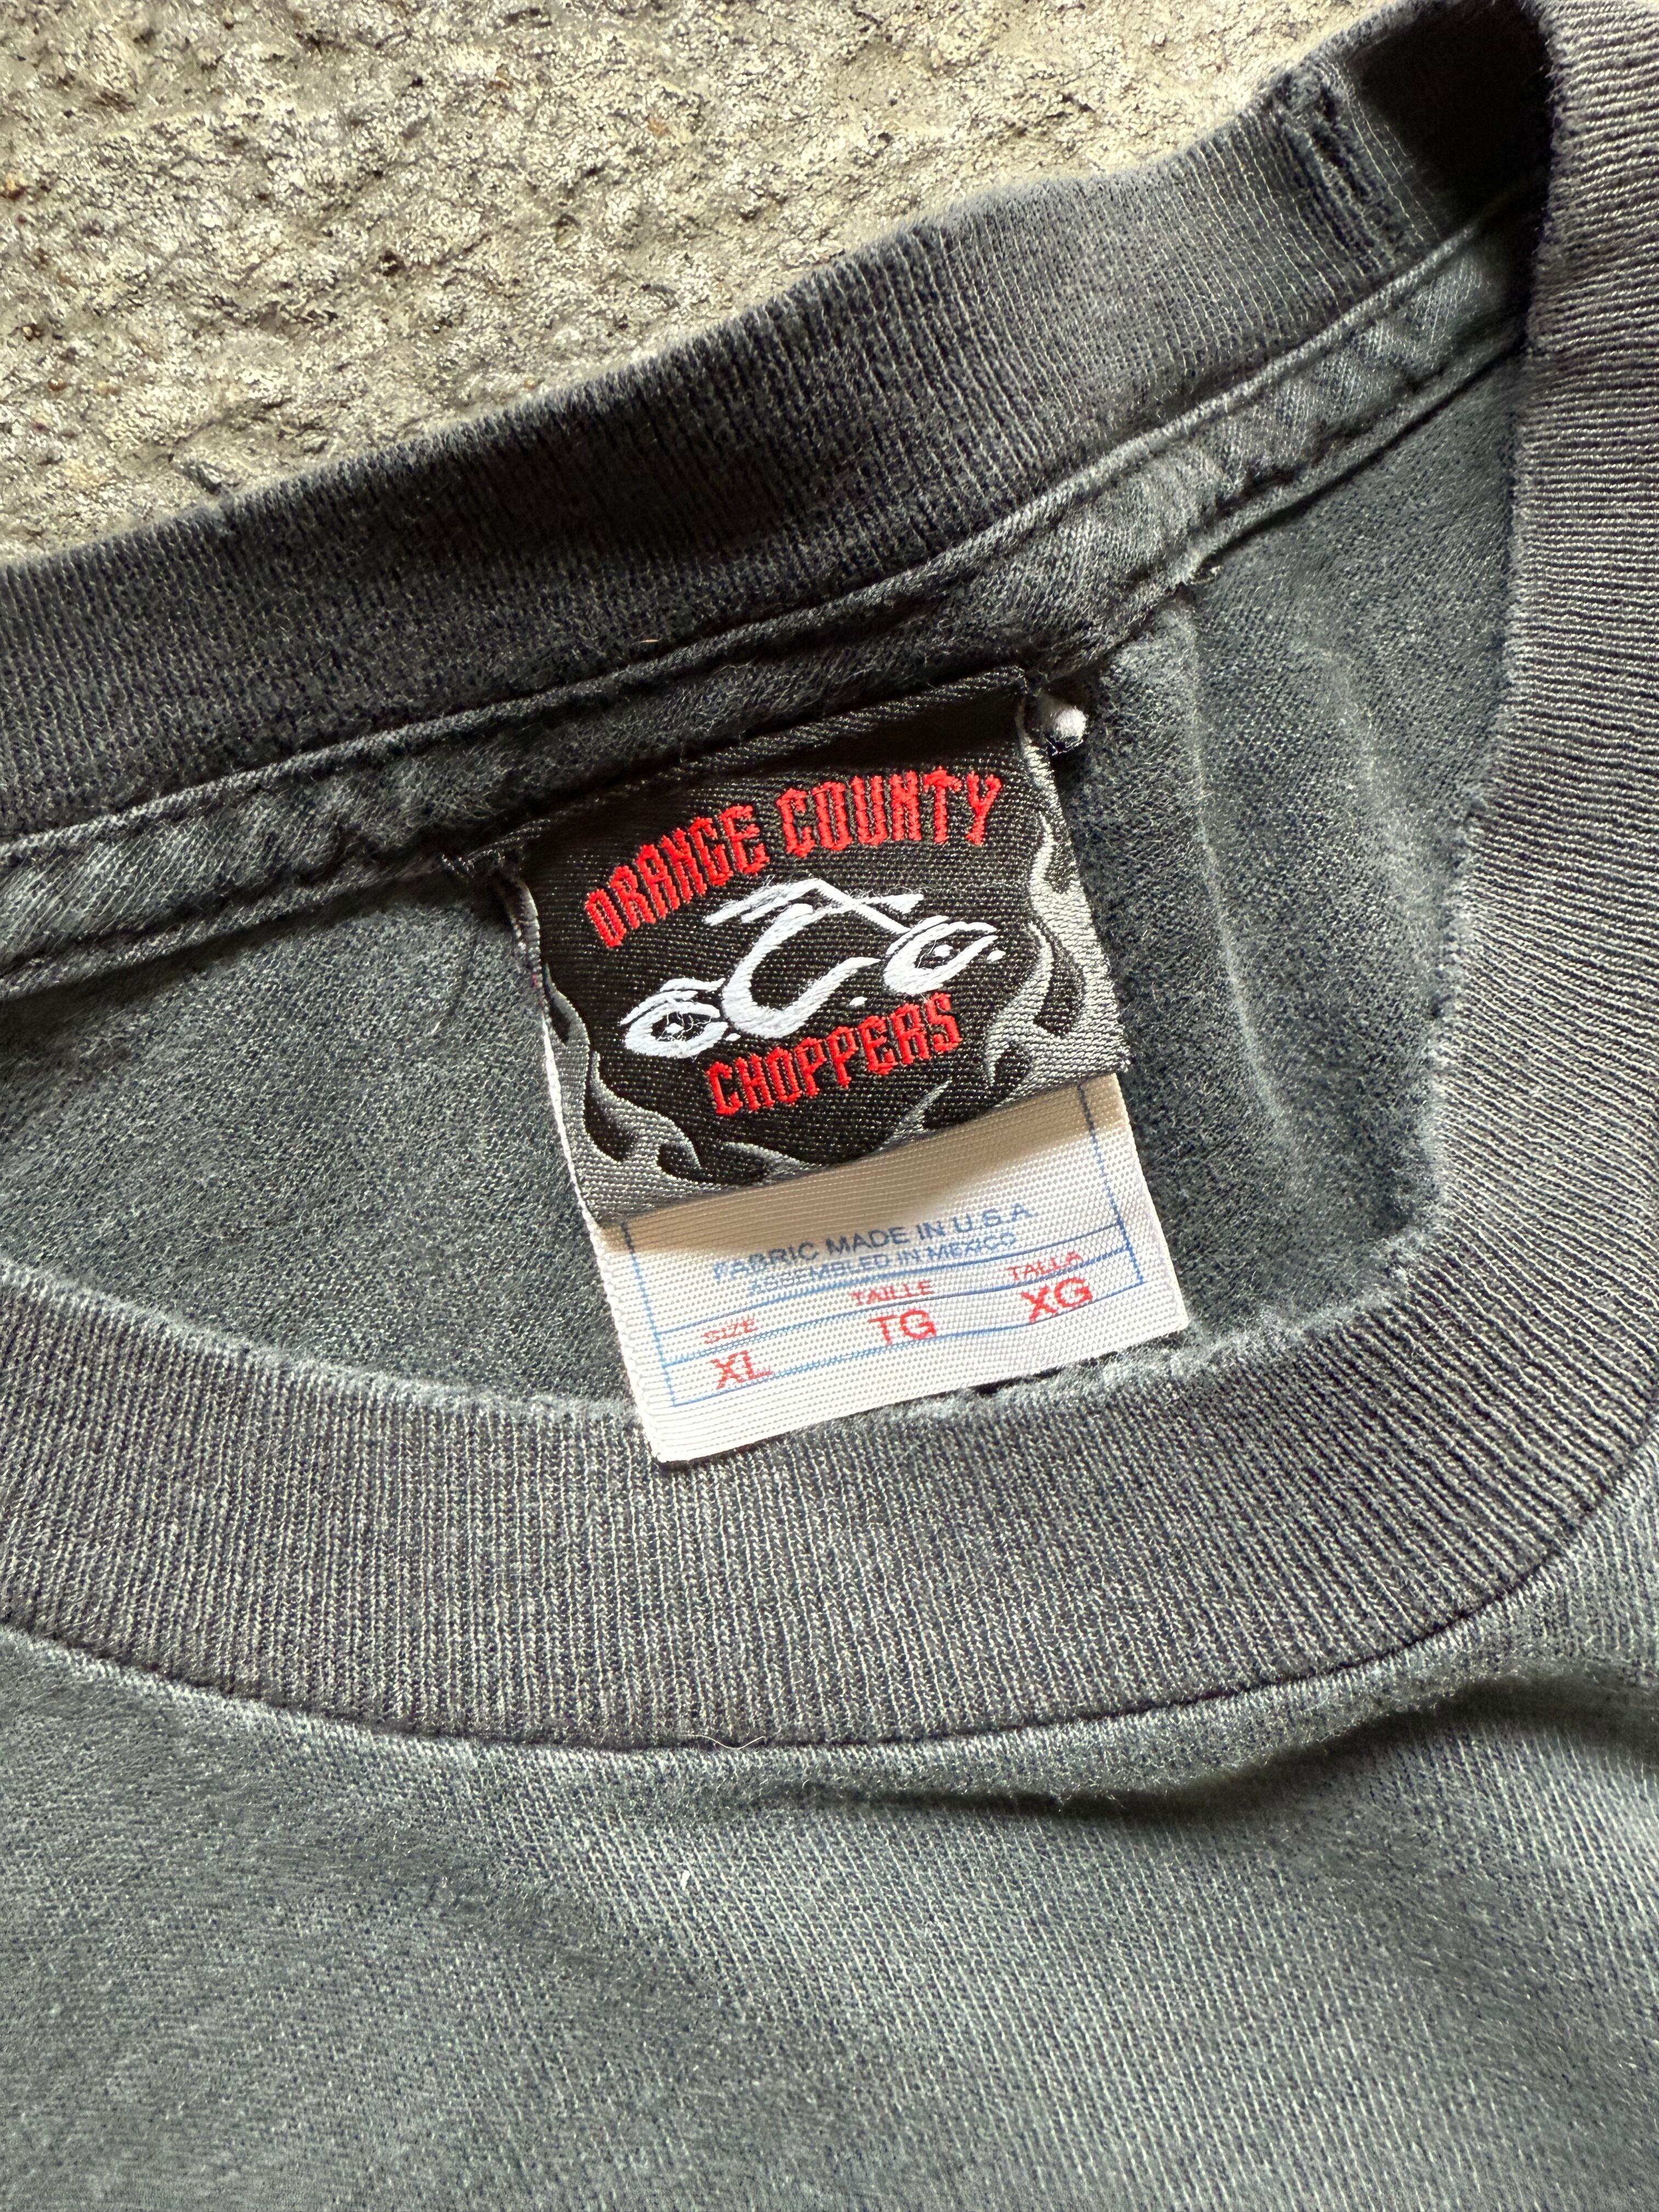 ORANGE COUNTY
CHOPPERS
FABRIC MADE IN U.S.A
ASSEMBLED IN MEXICO
SIZE TAILLE TALLA
XL TG XG